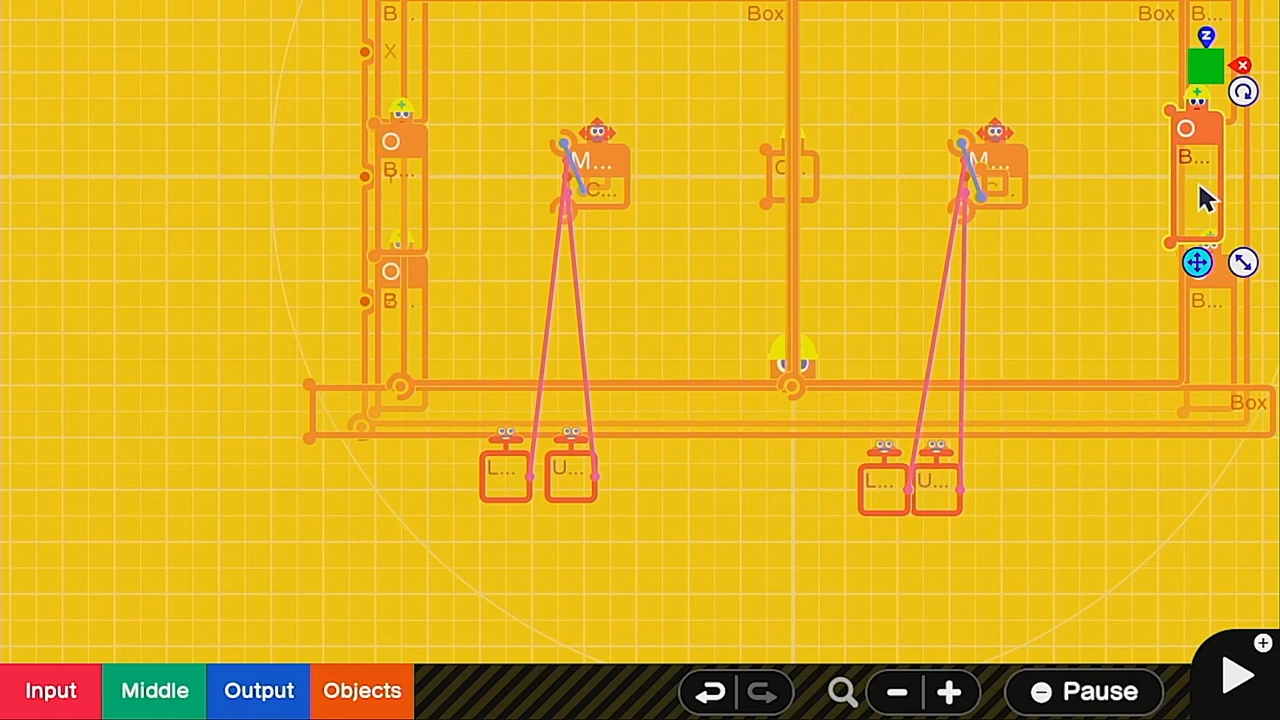 B... Box Box B...
X
O M... M... O
B... C... B...
C...
O
B... B...
Box
L... U... L... U...
Z
Input Middle Output Objects Pause